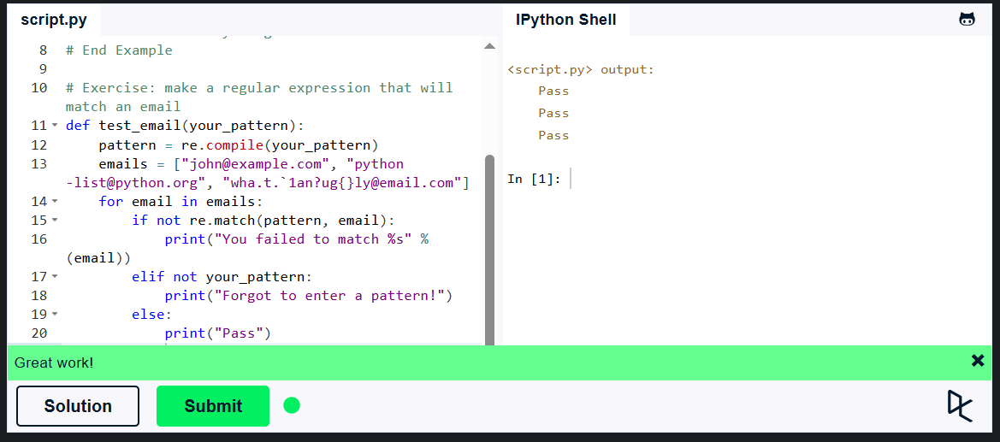 script.py
IPython Shell
8 # End Example
9
10 # Exercise: make a regular expression that will
match an email
11 def test_email(your_pattern):
12 pattern = re.compile(your_pattern)
13 emails = ["john@example.com", "python
-list@python.org", "wha.t.`1an?ug{}ly@email.com"]
14 for email in emails:
15 if not re.match(pattern, email):
16 print("You failed to match %s" %
(email))
17 elif not your_pattern:
18 print("Forgot to enter a pattern!")
19 else:
20 print("Pass")
<script.py> output:
Pass
Pass
Pass
In [1]:
Great work!
Solution
Submit